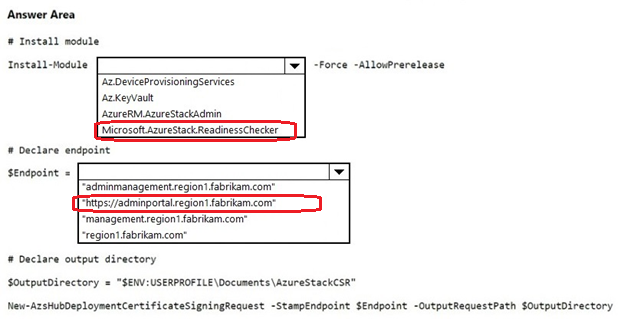 Answer Area
# Install module
Install-Module -Force -AllowPrerelease
Az.DeviceProvisioningServices
Az.KeyVault
AzureRM.AzureStackAdmin
Microsoft.AzureStack.ReadinessChecker
# Declare endpoint
$Endpoint =
"adminmanagement.region1.fabrikam.com"
"https://adminportal.region1.fabrikam.com"
"management.region1.fabrikam.com"
"region1.fabrikam.com"
# Declare output directory
$OutputDirectory = "$ENV:USERPROFILE\Documents\AzureStackCSR"
New-AzsHubDeploymentCertificateSigningRequest -StampEndpoint $Endpoint -OutputRequestPath $OutputDirectory